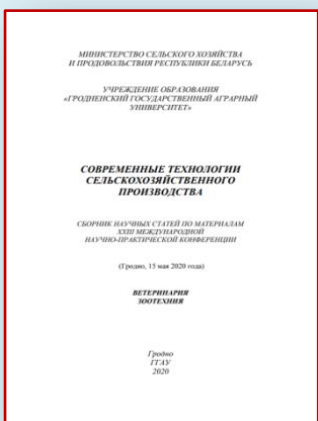 МИНИСТЕРСТВО СЕЛЬСКОГО ХОЗЯЙСТВА
И ПРОДОВОЛЬСТВИЯ РЕСПУБЛИКИ БЕЛАРУСЬ
УЧРЕЖДЕНИЕ ОБРАЗОВАНИЯ
«ГРОДНЕНСКИЙ ГОСУДАРСТВЕННЫЙ АГРАРНЫЙ
УНИВЕРСИТЕТ»
СОВРЕМЕННЫЕ ТЕХНОЛОГИИ
СЕЛЬСКОХОЗЯЙСТВЕННОГО
ПРОИЗВОДСТВА
СБОРНИК НАУЧНЫХ СТАТЕЙ ПО МАТЕРИАЛАМ
XXIII МЕЖДУНАРОДНОЙ
НАУЧНО-ПРАКТИЧЕСКОЙ КОНФЕРЕНЦИИ
(Гродно, 15 мая 2020 года)
ВЕТЕРИНАРИЯ
ЗООТЕХНИЯ
Гродно
ГГАУ
2020